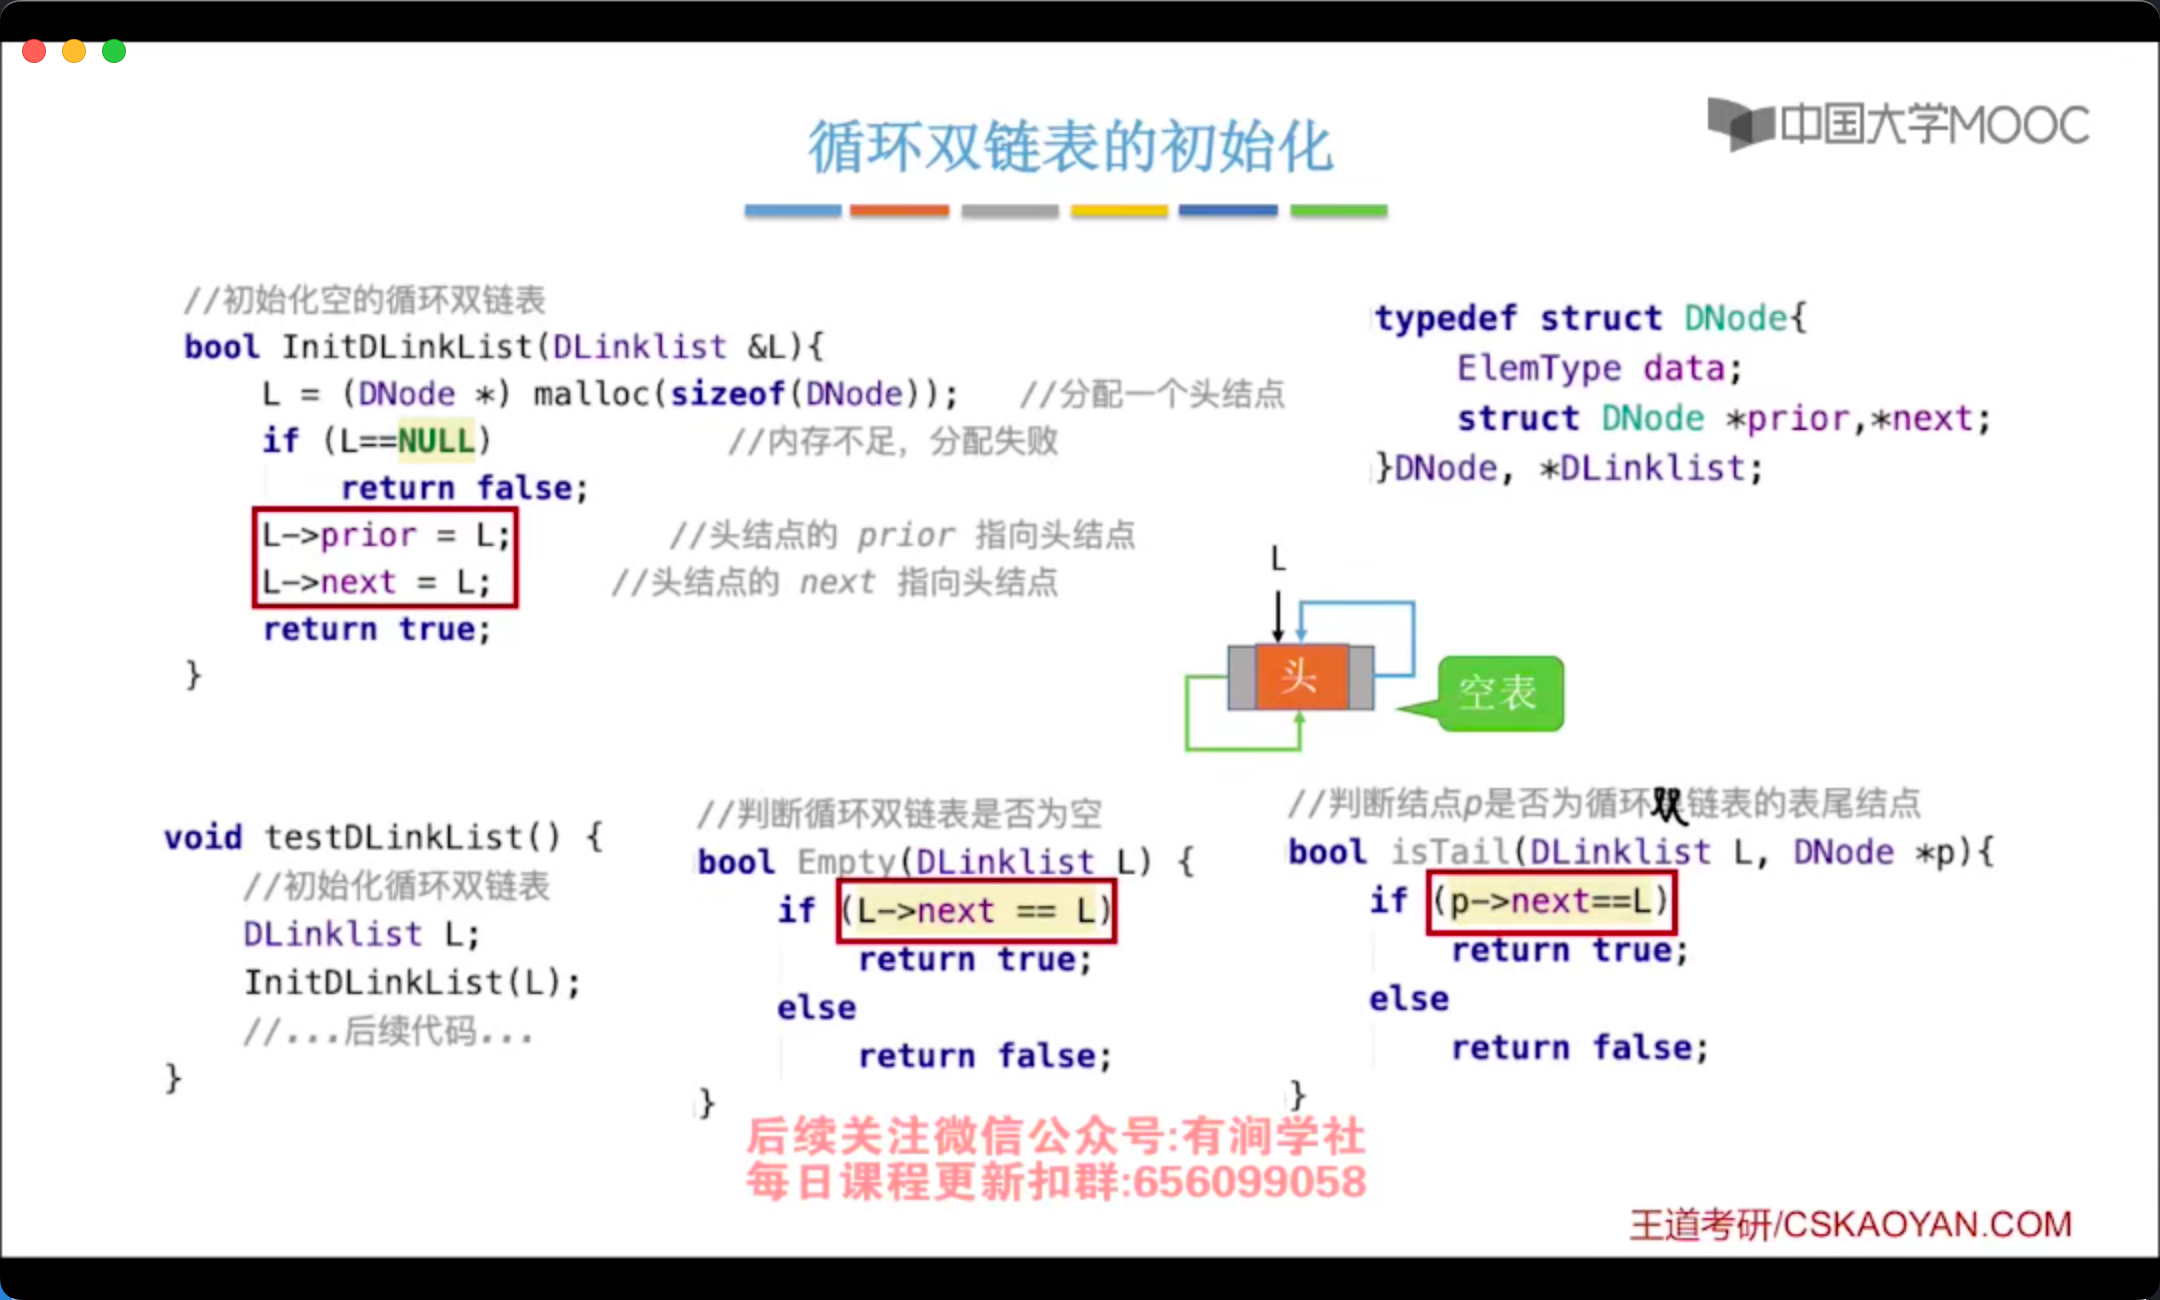 中国大学MOOC
循环双链表的初始化
//初始化空的循环双链表
bool InitDLinkList(DLinklist &L){
L = (DNode *) malloc(sizeof(DNode)); //分配一个头结点
if (L==NULL) //内存不足，分配失败
return false;
L->prior = L; //头结点的 prior 指向头结点
L->next = L; //头结点的 next 指向头结点
return true;
}
typedef struct DNode{
ElemType data;
struct DNode *prior,*next;
}DNode, *DLinklist;
L
头
空表
void testDLinkList() {
//初始化循环双链表
DLinklist L;
InitDLinkList(L);
//...后续代码...
}
//判断循环双链表是否为空
bool Empty(DLinklist L) {
if (L->next == L)
return true;
else
return false;
}
//判断结点p是否为循环双链表的表尾结点
bool isTail(DLinklist L, DNode *p){
if (p->next==L)
return true;
else
return false;
}
后续关注微信公众号:有涧学社
每日课程更新扣群:656099058
王道考研/CSKAOYAN.COM